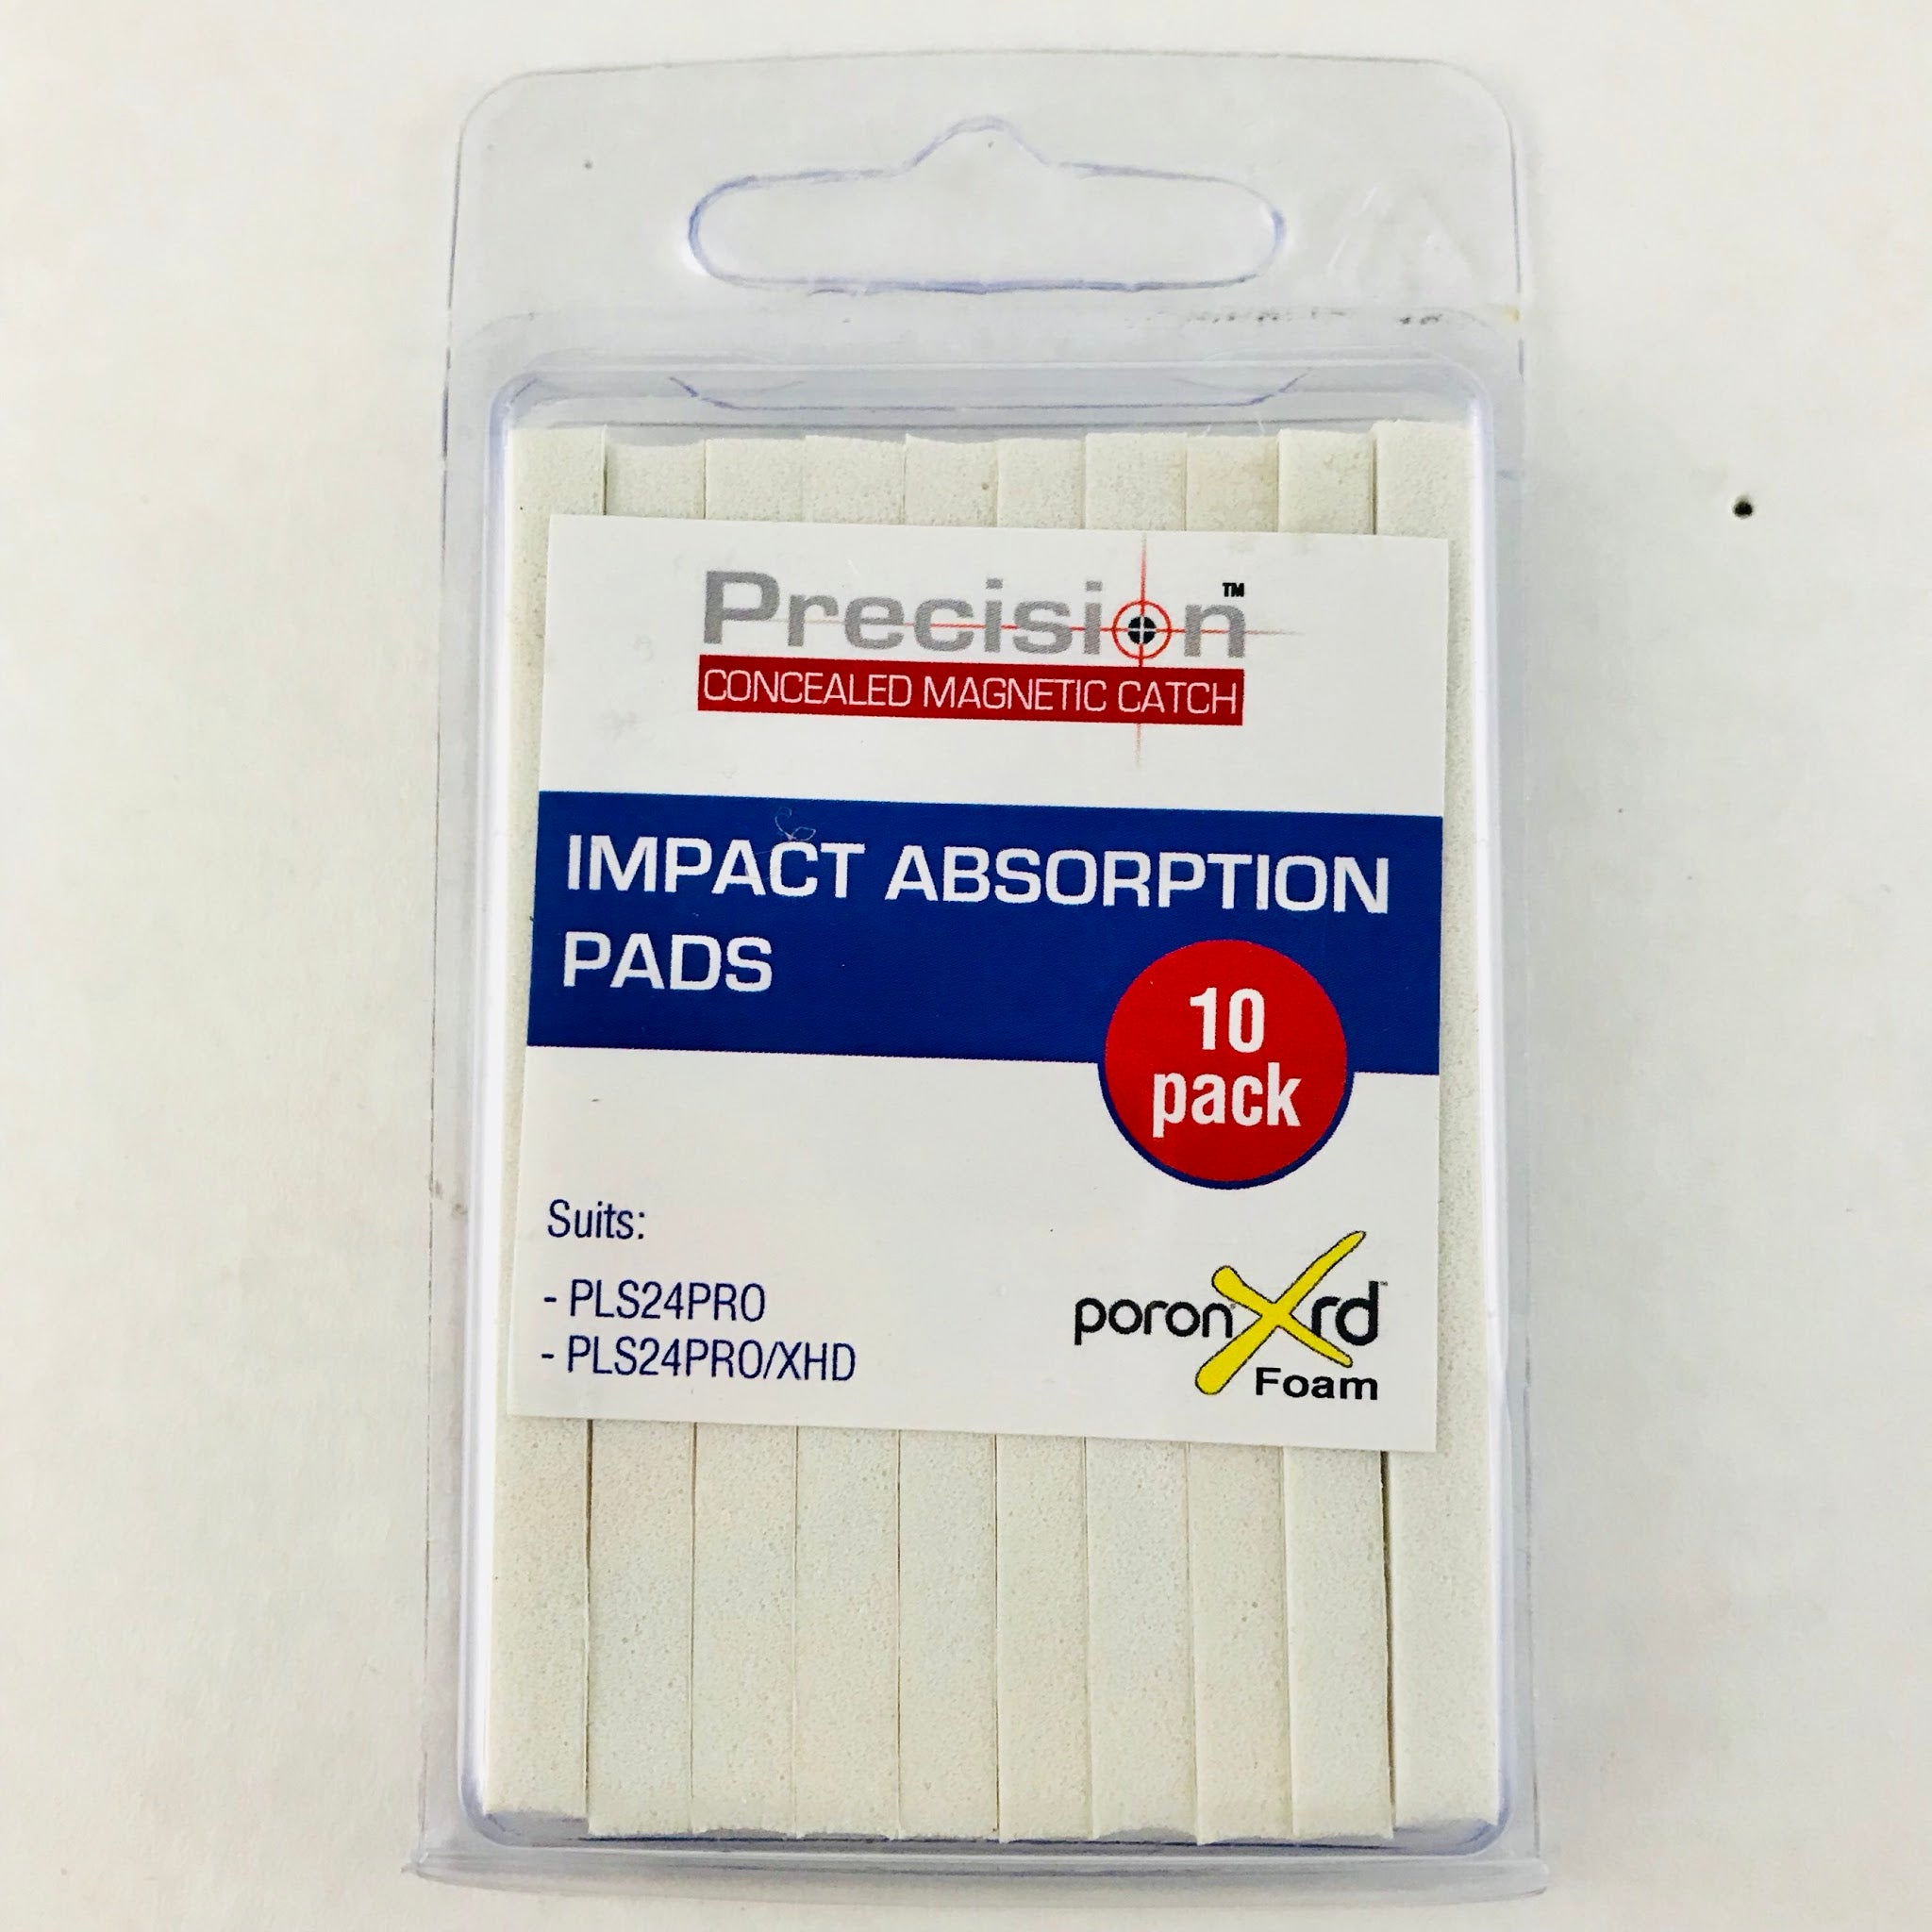 Precision™
CONCEALED MAGNETIC CATCH
IMPACT ABSORPTION
PADS
10
pack
Suits:
- PLS24PRO
- PLS24PRO/XHD
poron® Xrd™
Foam